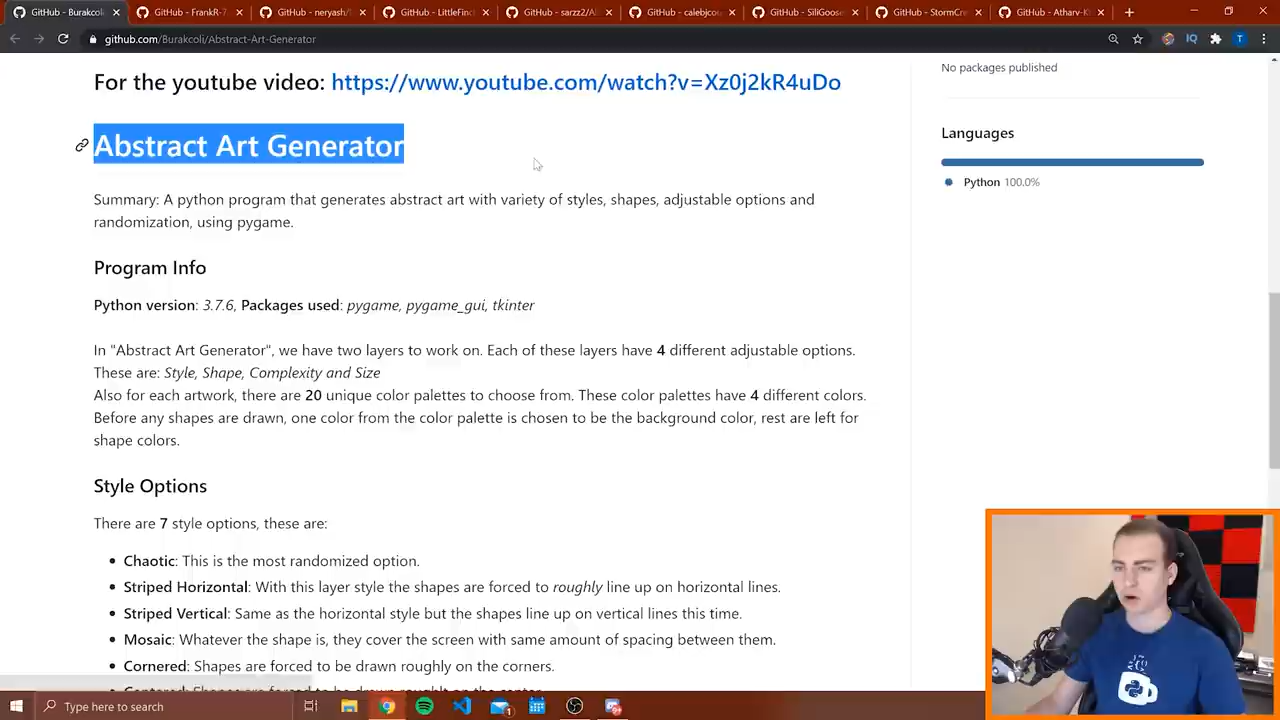 GitHub - Burakcoli
GitHub - FrankR-7
GitHub - neryash/
GitHub - LittleFinc
GitHub - sarzz2/A
GitHub - calebjcou
GitHub - SiliGoose
GitHub - StormCre
GitHub - Atharv-K
github.com/Burakcoli/Abstract-Art-Generator
For the youtube video: https://www.youtube.com/watch?v=Xz0j2kR4uDo
No packages published
Abstract Art Generator
Languages
Python 100.0%
Summary: A python program that generates abstract art with variety of styles, shapes, adjustable options and
randomization, using pygame.
Program Info
Python version: 3.7.6, Packages used: pygame, pygame_gui, tkinter
In "Abstract Art Generator", we have two layers to work on. Each of these layers have 4 different adjustable options.
These are: Style, Shape, Complexity and Size
Also for each artwork, there are 20 unique color palettes to choose from. These color palettes have 4 different colors.
Before any shapes are drawn, one color from the color palette is chosen to be the background color, rest are left for
shape colors.
Style Options
There are 7 style options, these are:
Chaotic: This is the most randomized option.
Striped Horizontal: With this layer style the shapes are forced to roughly line up on horizontal lines.
Striped Vertical: Same as the horizontal style but the shapes line up on vertical lines this time.
Mosaic: Whatever the shape is, they cover the screen with same amount of spacing between them.
Cornered: Shapes are forced to be drawn roughly on the corners.
Type here to search